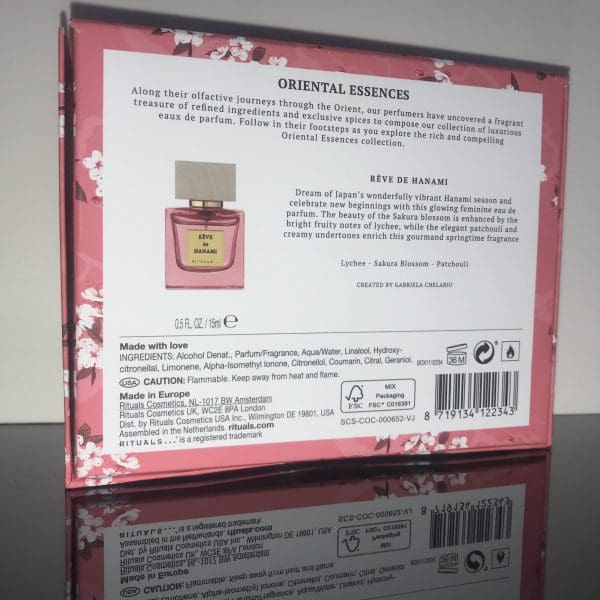 ORIENTAL ESSENCES
Along their olfactive journeys through the Orient, our perfumers have uncovered a fragrant
treasure of refined ingredients and exclusive spices to compose our collection of luxurious
eaux de parfum. Follow in their footsteps as you explore the rich and compelling
Oriental Essences collection.
RÊVE DE HANAMI
Dream of Japan's wonderfully vibrant Hanami season and
celebrate new beginnings with this glowing feminine eau de
parfum. The beauty of the Sakura blossom is enhanced by the
bright fruity notes of lychee, while the elegant patchouli and
creamy undertones enrich this gourmand springtime fragrance
Lychee - Sakura Blossom - Patchouli
CREATED BY GABRIELA CHELARIU
RÊVE
de
HANAMI
RITUALS...
0.5 FL. OZ. / 15ml ℮
Made with love
INGREDIENTS: Alcohol Denat., Parfum/Fragrance, Aqua/Water, Linalool, Hydroxy-
citronellal, Limonene, Alpha-Isomethyl Ionone, Citronellol, Coumarin, Citral, Geraniol.
BOX1112234
36M
USA CAUTION: Flammable. Keep away from heat and flame.
Made in Europe
Rituals Cosmetics, NL-1017 BW Amsterdam
Rituals Cosmetics UK, WC2E 8PA London
Dist. by Rituals Cosmetics USA Inc., Wilmington DE 19801, USA
Assembled in the Netherlands. rituals.com
RITUALS...' is a registered trademark
FSC
MIX
Packaging
FSC® C016391
SCS-COC-000652-VJ
8 719134 122343